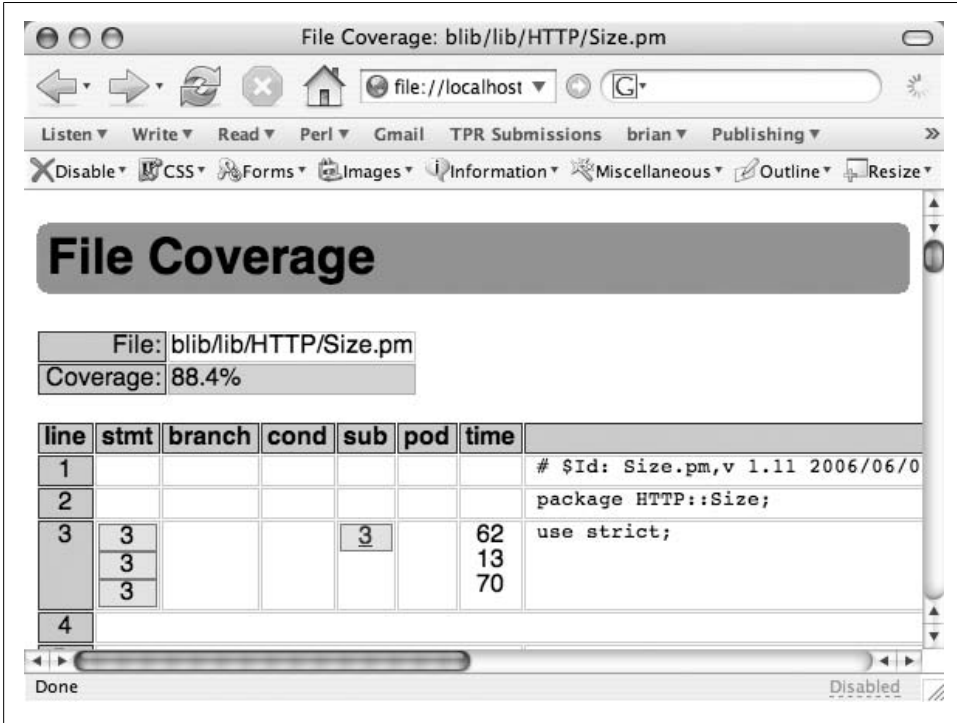 File Coverage: blib/lib/HTTP/Size.pm
file://localhost
G
Listen Write Read Perl Gmail TPR Submissions brian Publishing »
Disable CSS Forms Images Information Miscellaneous Outline Resize
File Coverage
File: blib/lib/HTTP/Size.pm
Coverage: 88.4%
line stmt branch cond sub pod time
1 # $Id: Size.pm,v 1.11 2006/06/0
2 package HTTP::Size;
3 3 3 62 use strict;
3 13
3 70
4
Done Disabled